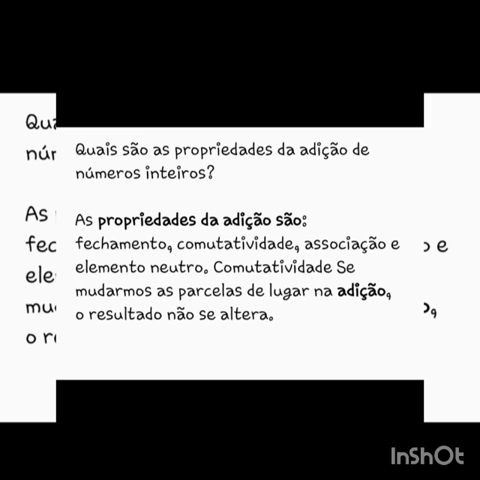 Quais são as propriedades da adição de
números inteiros?
As propriedades da adição são:
fechamento, comutatividade, associação e
elemento neutro. Comutatividade Se
mudarmos as parcelas de lugar na adição,
o resultado não se altera.
InShOt